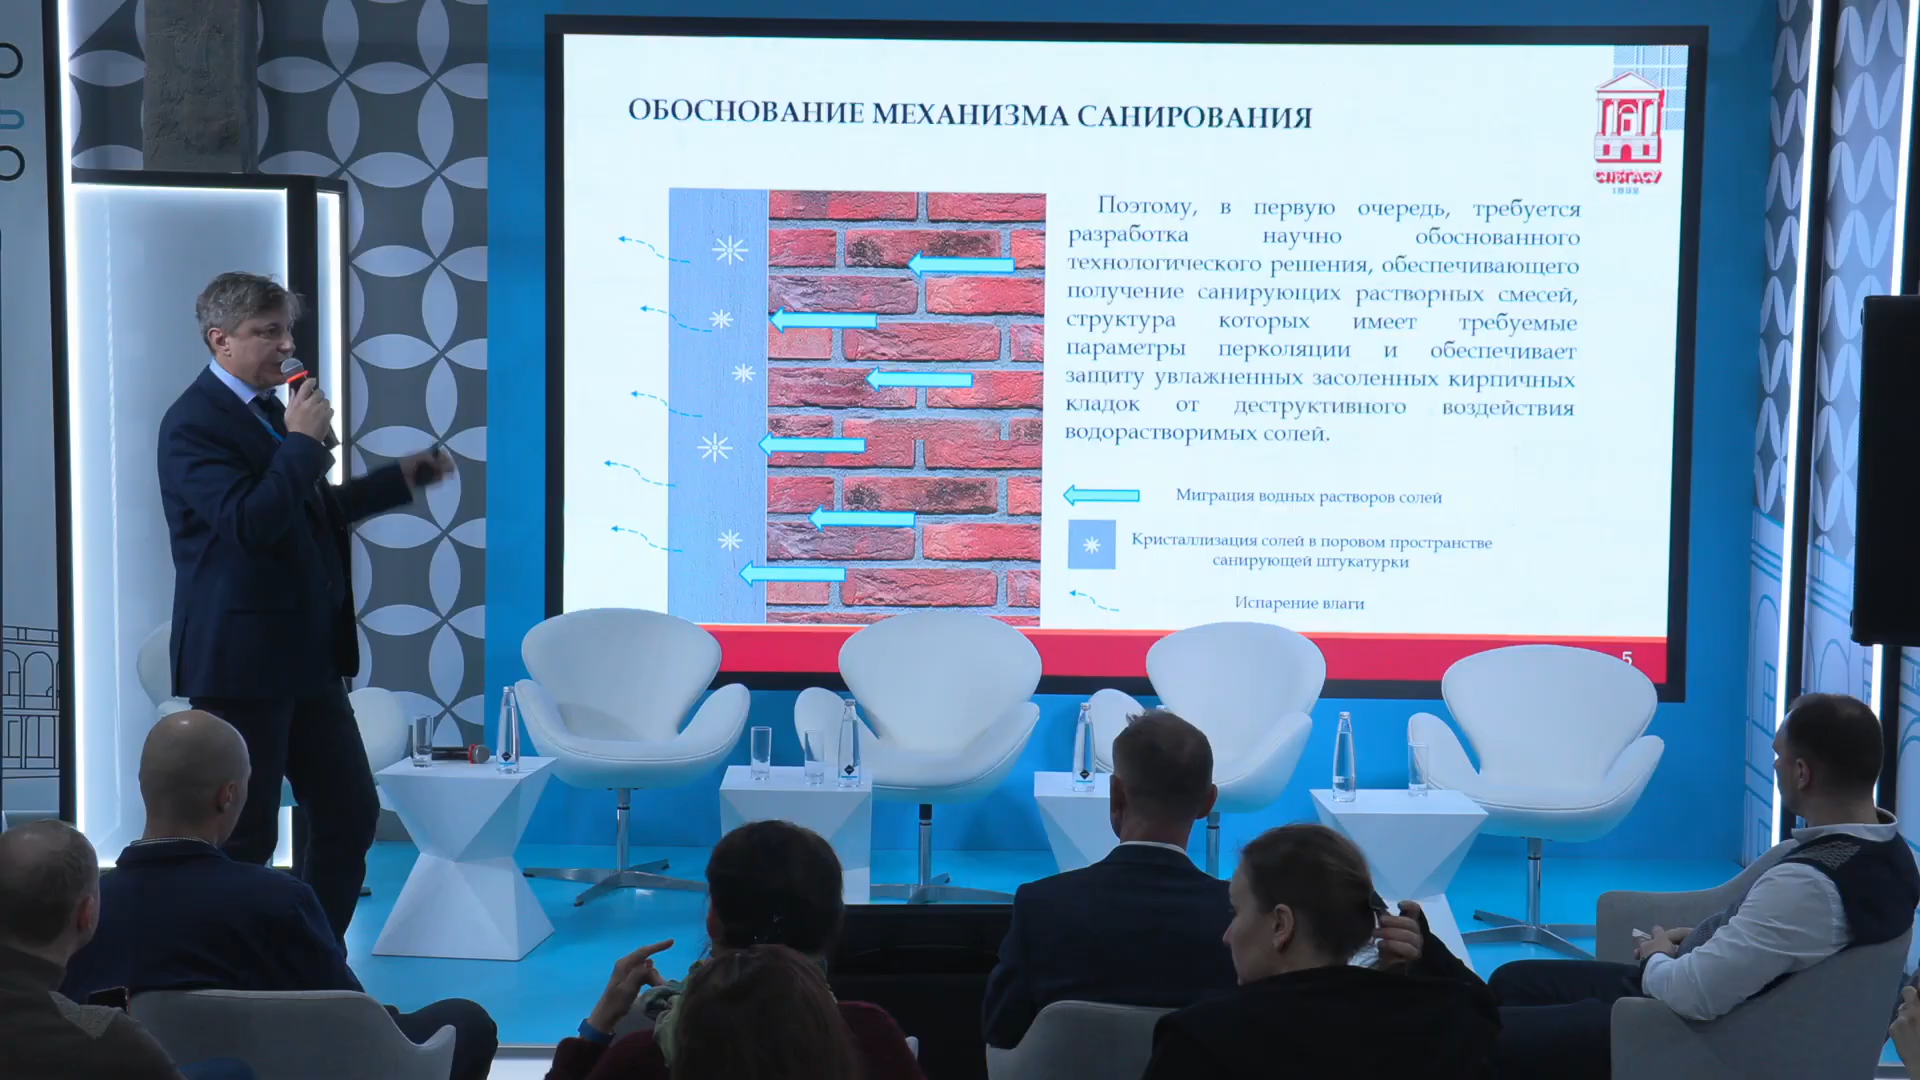 ОБОСНОВАНИЕ МЕХАНИЗМА САНИРОВАНИЯ
СПбГАСУ
1832
Поэтому, в первую очередь, требуется
разработка научно обоснованного
технологического решения, обеспечивающего
получение санирующих растворных смесей,
структура которых имеет требуемые
параметры перколяции и обеспечивает
защиту увлажненных засоленных кирпичных
кладок от деструктивного воздействия
водорастворимых солей.
Миграция водных растворов солей
Кристаллизация солей в поровом пространстве
санирующей штукатурки
Испарение влаги
5